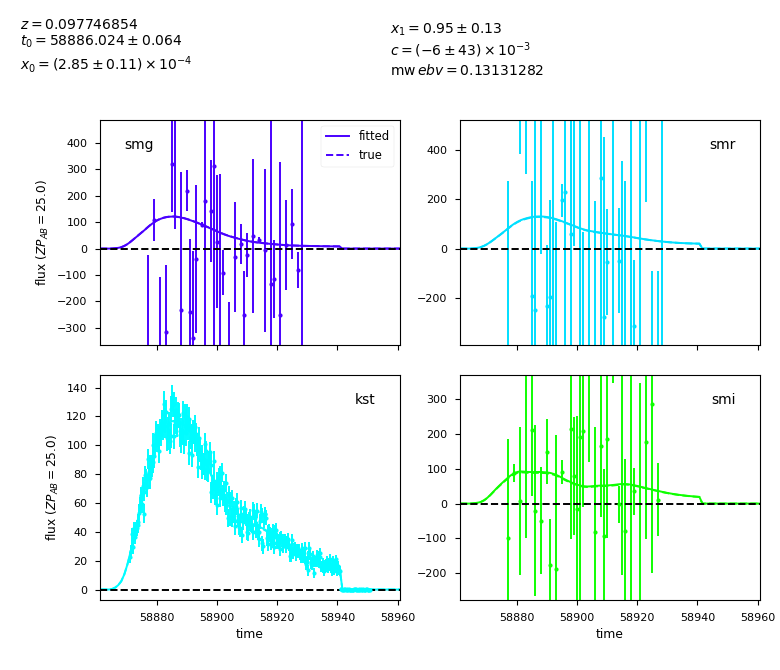 z = 0.097746854
t₀ = 58886.024 ± 0.064
x₀ = (2.85 ± 0.11) × 10⁻⁴
x₁ = 0.95 ± 0.13
c = (−6 ± 43) × 10⁻³
mw ebv = 0.13131282
smg
fitted
true
400
300
200
100
0
−100
−200
−300
flux (ZP_AB = 25.0)
smr
400
200
0
−200
kst
140
120
100
80
60
40
20
0
flux (ZP_AB = 25.0)
58880 58900 58920 58940 58960
time
smi
300
200
100
0
−100
−200
58880 58900 58920 58940 58960
time